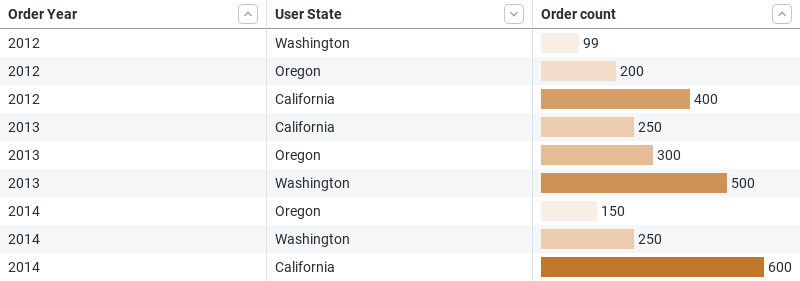 Order Year User State Order count
2012 Washington 99
2012 Oregon 200
2012 California 400
2013 California 250
2013 Oregon 300
2013 Washington 500
2014 Oregon 150
2014 Washington 250
2014 California 600